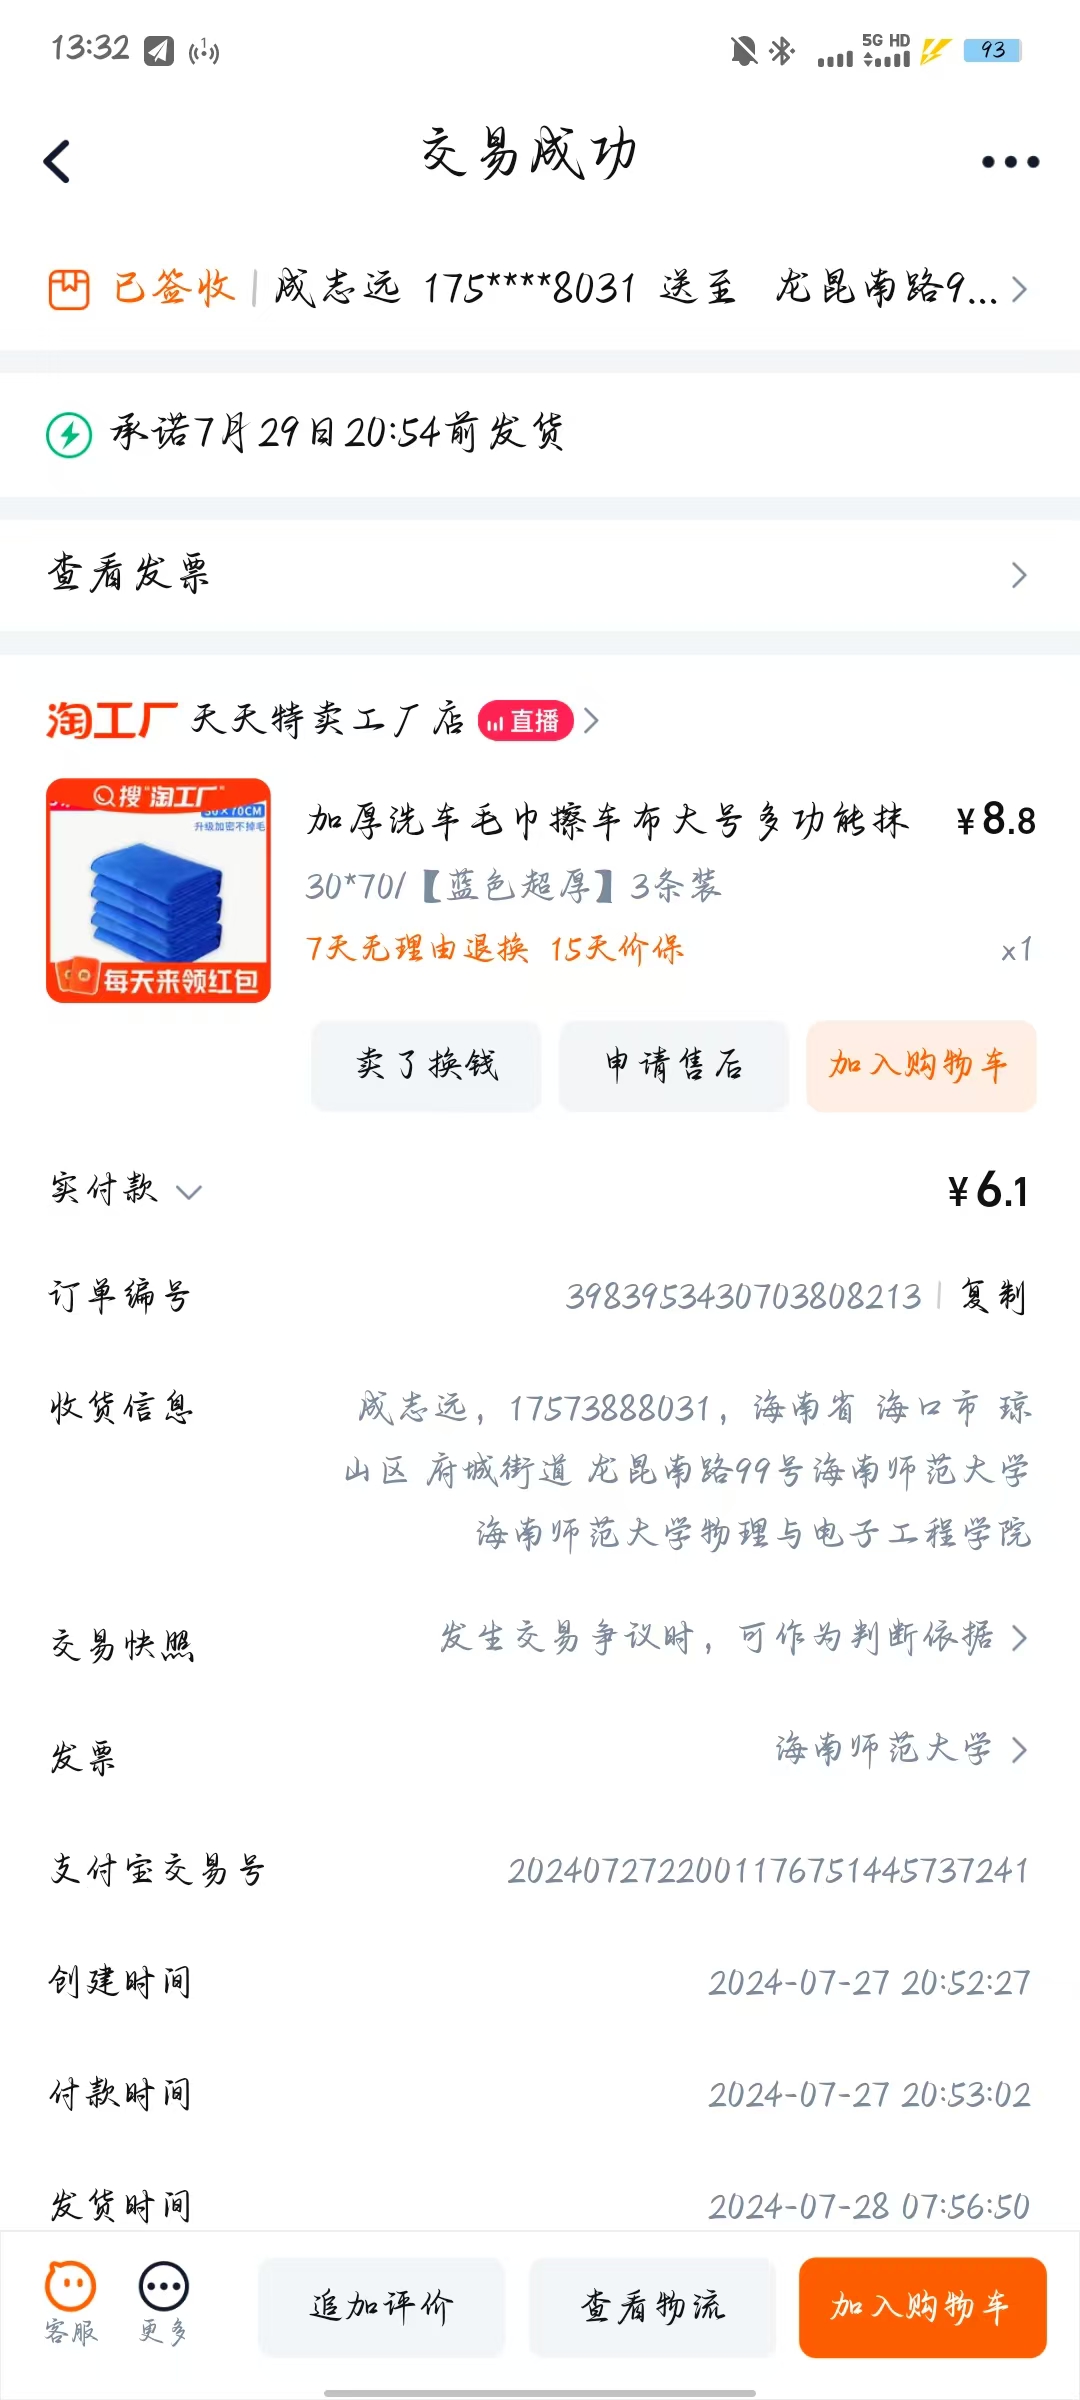 13:32 5G HD 93
交易成功
已签收 | 成志远 175****8031 送至 龙昆南路9...
承诺7月29日20:54前发货
查看发票
淘工厂 天天特卖工厂店 直播
搜"淘工厂"
30×70CM
升级加密不掉毛
每天来领红包
加厚洗车毛巾擦车布大号多功能抹 ¥8.8
30*70/【蓝色超厚】3条装
7天无理由退换 15天价保 x1
卖了换钱 申请售后 加入购物车
实付款 ¥6.1
订单编号 3983953430703808213 | 复制
收货信息 成志远，17573888031，海南省 海口市 琼
山区 府城街道 龙昆南路99号海南师范大学
海南师范大学物理与电子工程学院
交易快照 发生交易争议时，可作为判断依据
发票 海南师范大学
支付宝交易号 2024072722001176751445737241
创建时间 2024-07-27 20:52:27
付款时间 2024-07-27 20:53:02
发货时间 2024-07-28 07:56:50
客服 更多 追加评价 查看物流 加入购物车